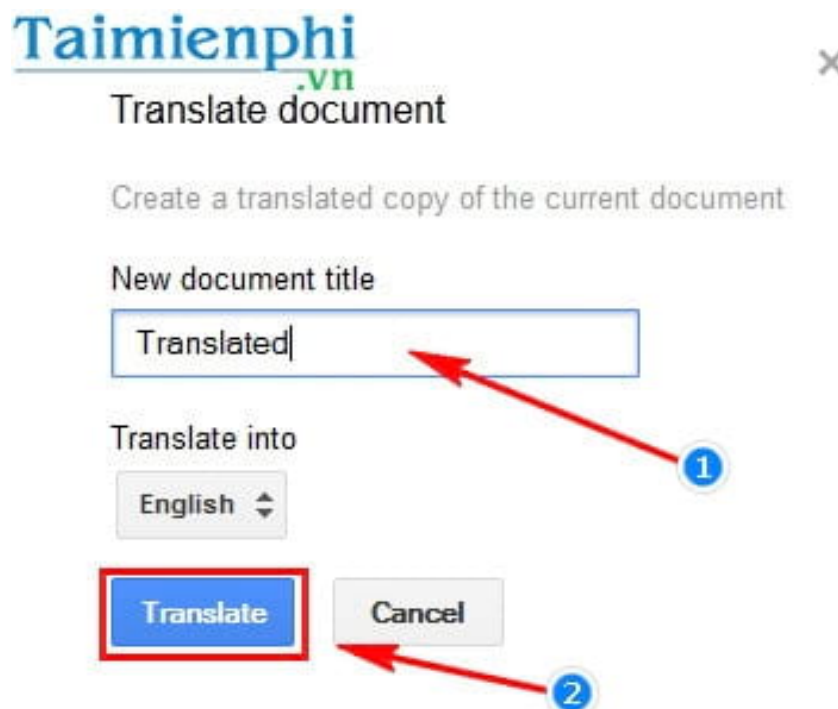 Taimienphi
.vn
Translate document
Create a translated copy of the current document
New document title
Translated
1
Translate into
English
Translate Cancel
2